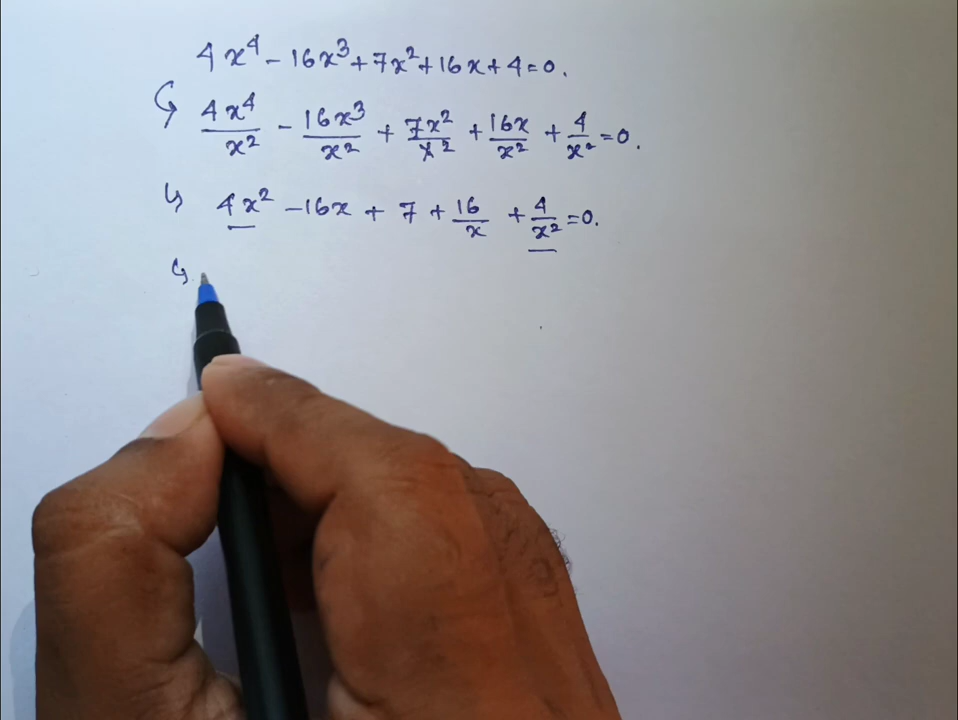 4x⁴ - 16x³ + 7x² + 16x + 4 = 0.
↳ 4x⁴/x² - 16x³/x² + 7x²/x² + 16x/x² + 4/x² = 0.
↳ 4x² - 16x + 7 + 16/x + 4/x² = 0.
↳